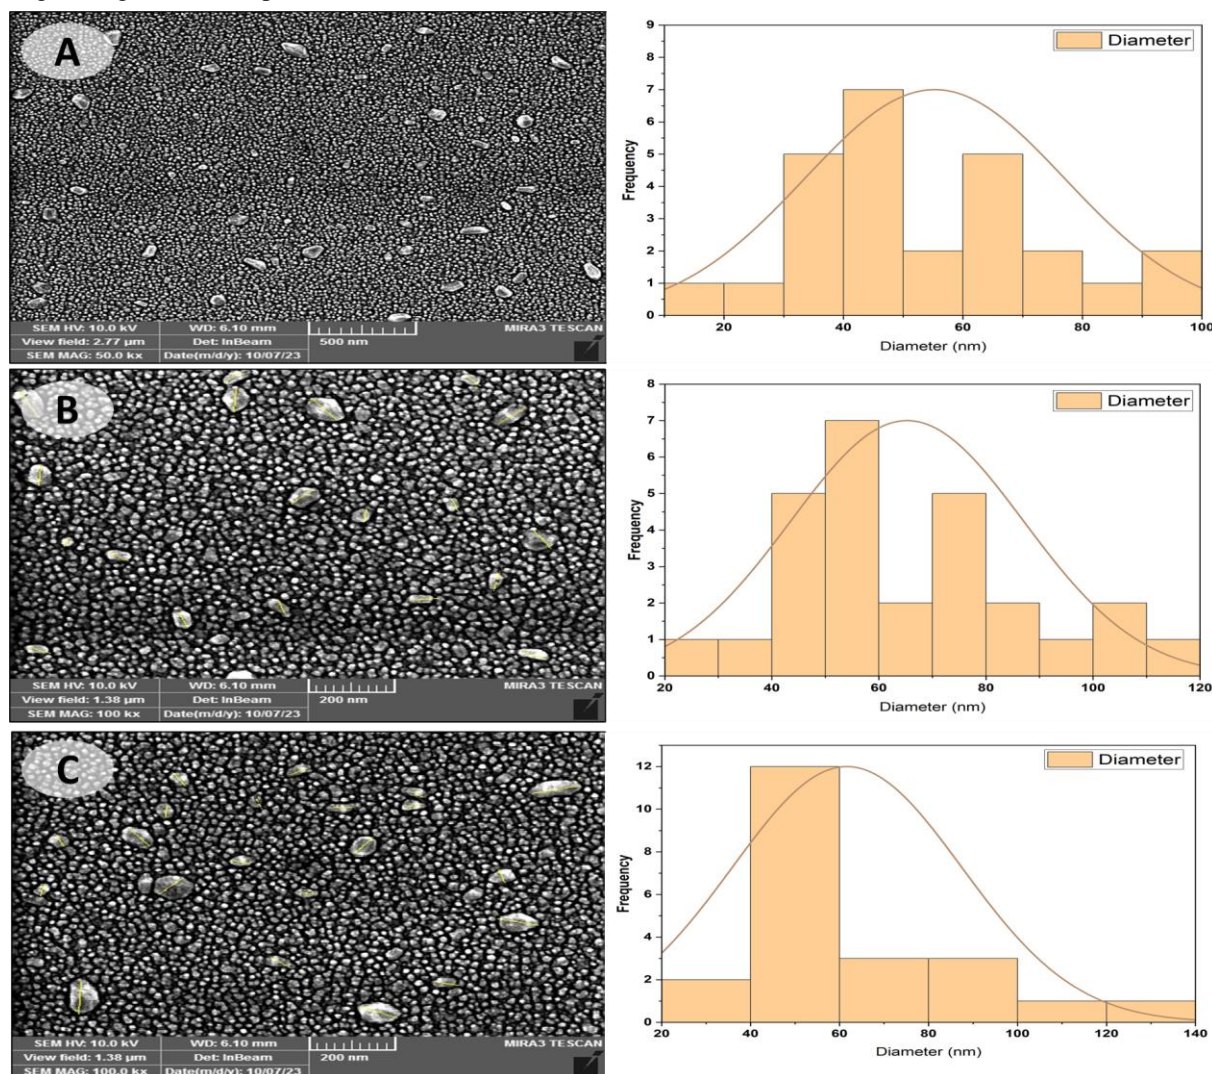 A
SEM HV: 10.0 kV
WD: 6.10 mm
MIRA3 TESCAN
View field: 2.77 µm
Det: InBeam
500 nm
SEM MAG: 50.0 kx
Date(m/d/y): 10/07/23
Diameter
Frequency
9
8
7
6
5
4
3
2
1
0
20 40 60 80 100
Diameter (nm)
B
SEM HV: 10.0 kV
WD: 6.10 mm
MIRA3 TESCAN
View field: 1.38 µm
Det: InBeam
200 nm
SEM MAG: 100 kx
Date(m/d/y): 10/07/23
Diameter
Frequency
8
7
6
5
4
3
2
1
0
20 40 60 80 100 120
Diameter (nm)
C
SEM HV: 10.0 kV
WD: 6.10 mm
MIRA3 TESCAN
View field: 1.38 µm
Det: InBeam
200 nm
SEM MAG: 100.0 kx
Date(m/d/y): 10/07/23
Diameter
Frequency
12
10
8
6
4
2
0
20 40 60 80 100 120 140
Diameter (nm)